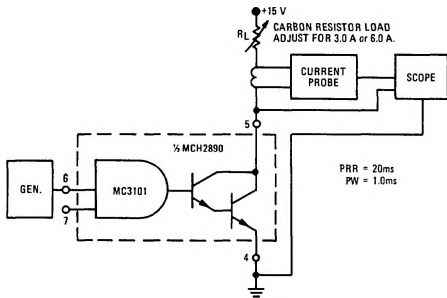 +15 V
RL
CARBON RESISTOR LOAD
ADJUST FOR 3.0 A or 6.0 A.
CURRENT
PROBE
SCOPE
5
½ MCH2890
GEN.
6
7
MC3101
PRR = 20ms
PW = 1.0ms
4